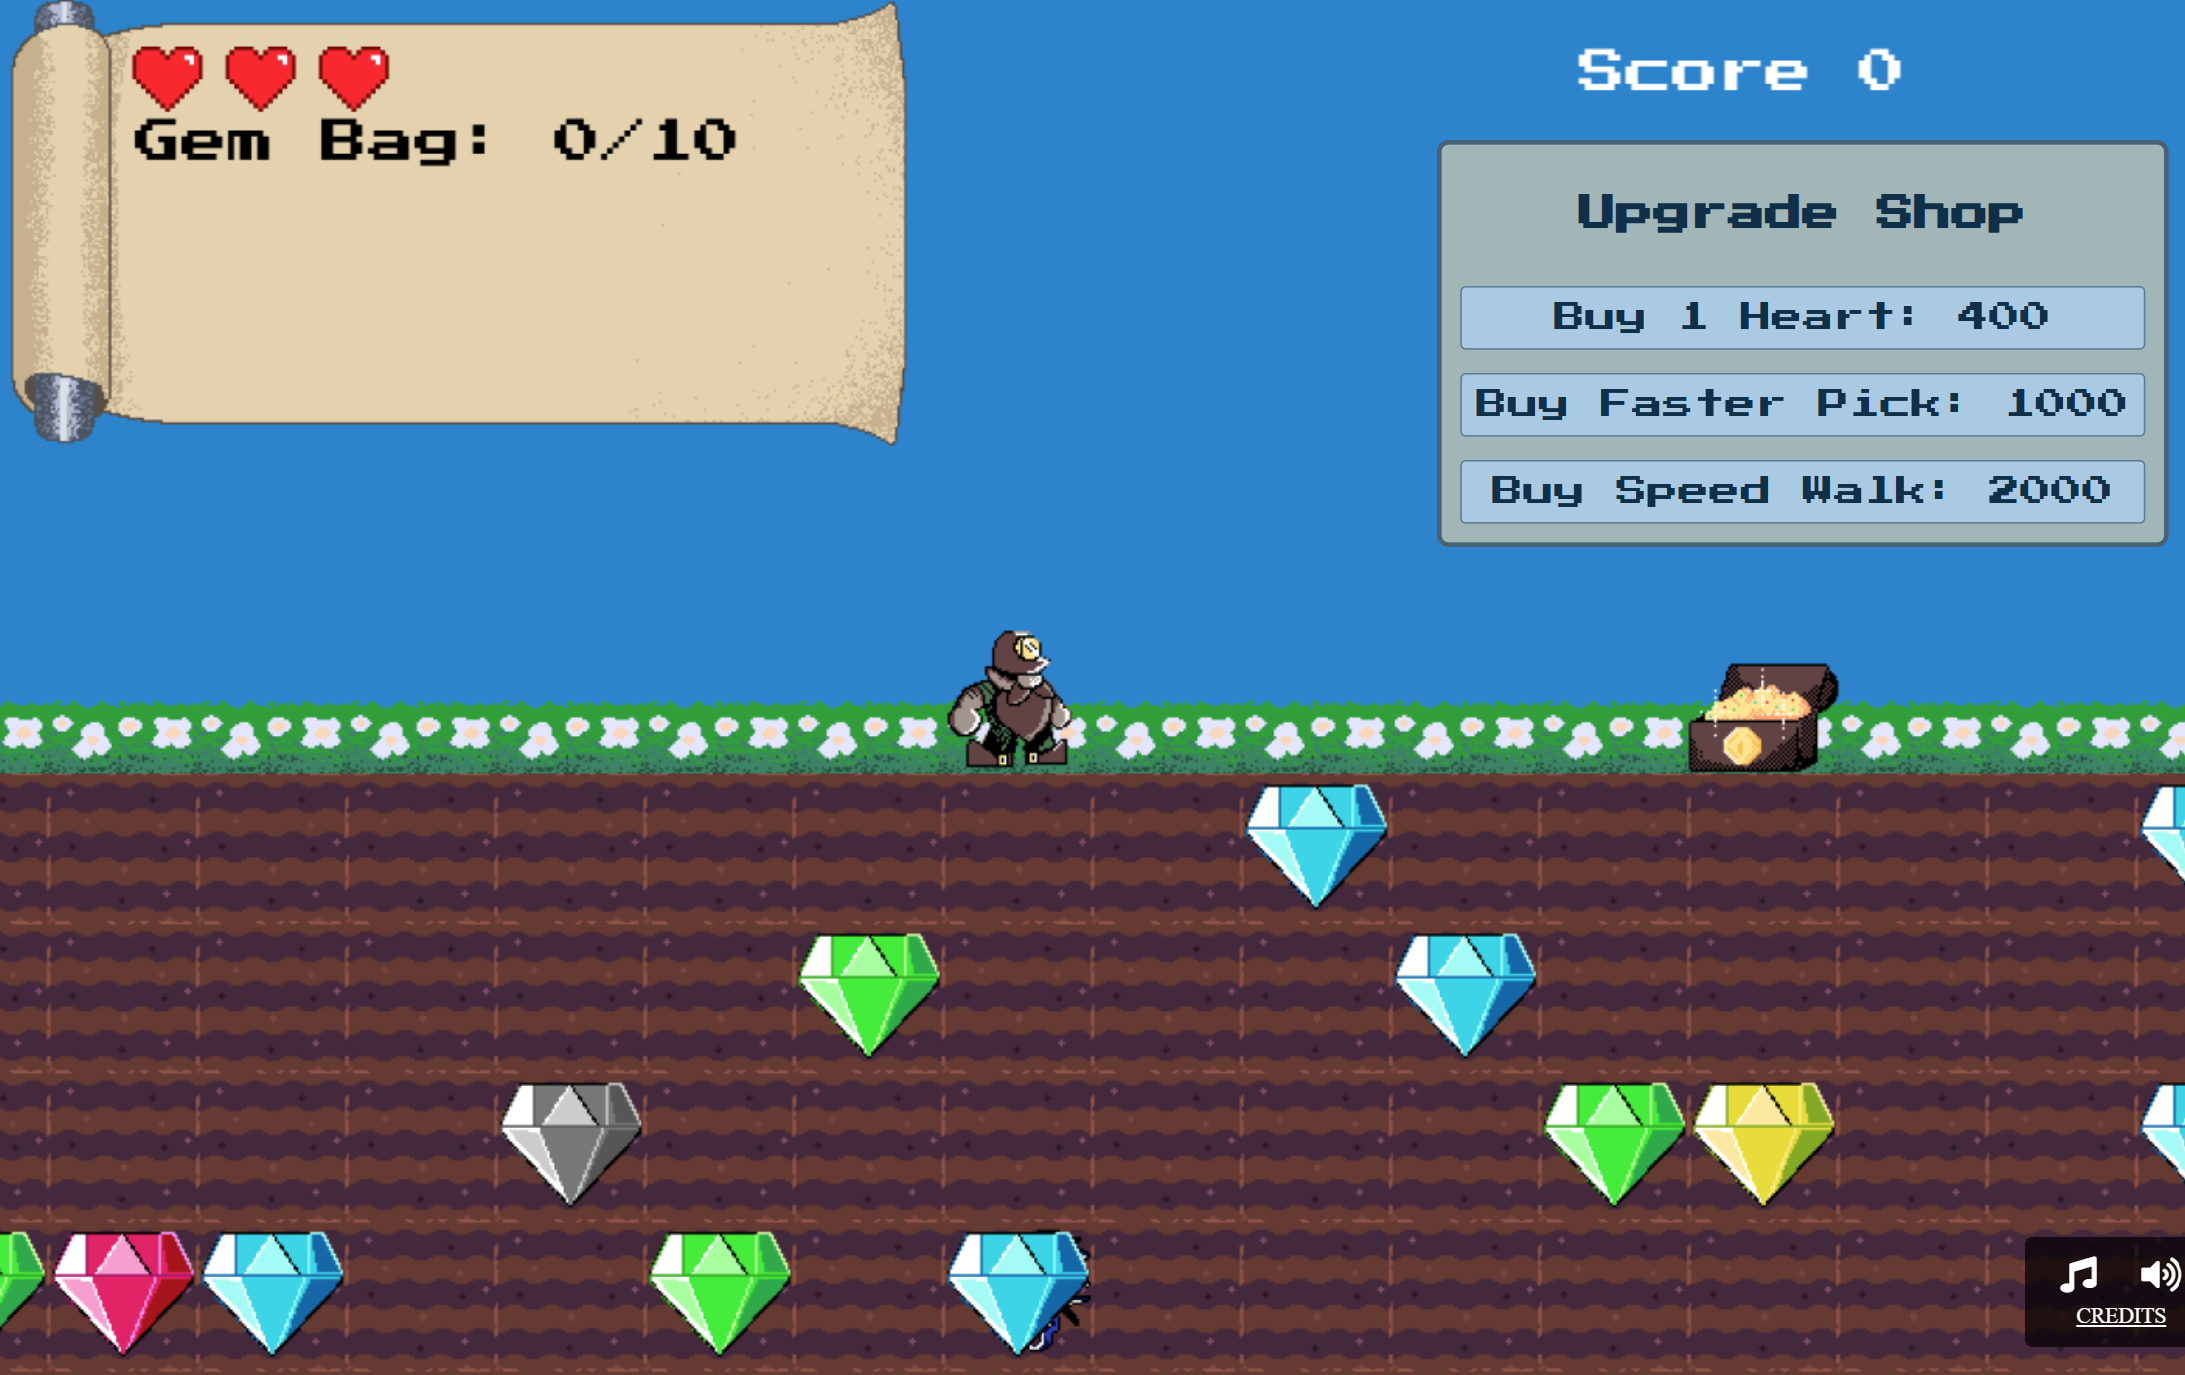 Gem Bag: 0/10
Score 0
Upgrade Shop
Buy 1 Heart: 400
Buy Faster Pick: 1000
Buy Speed Walk: 2000
CREDITS